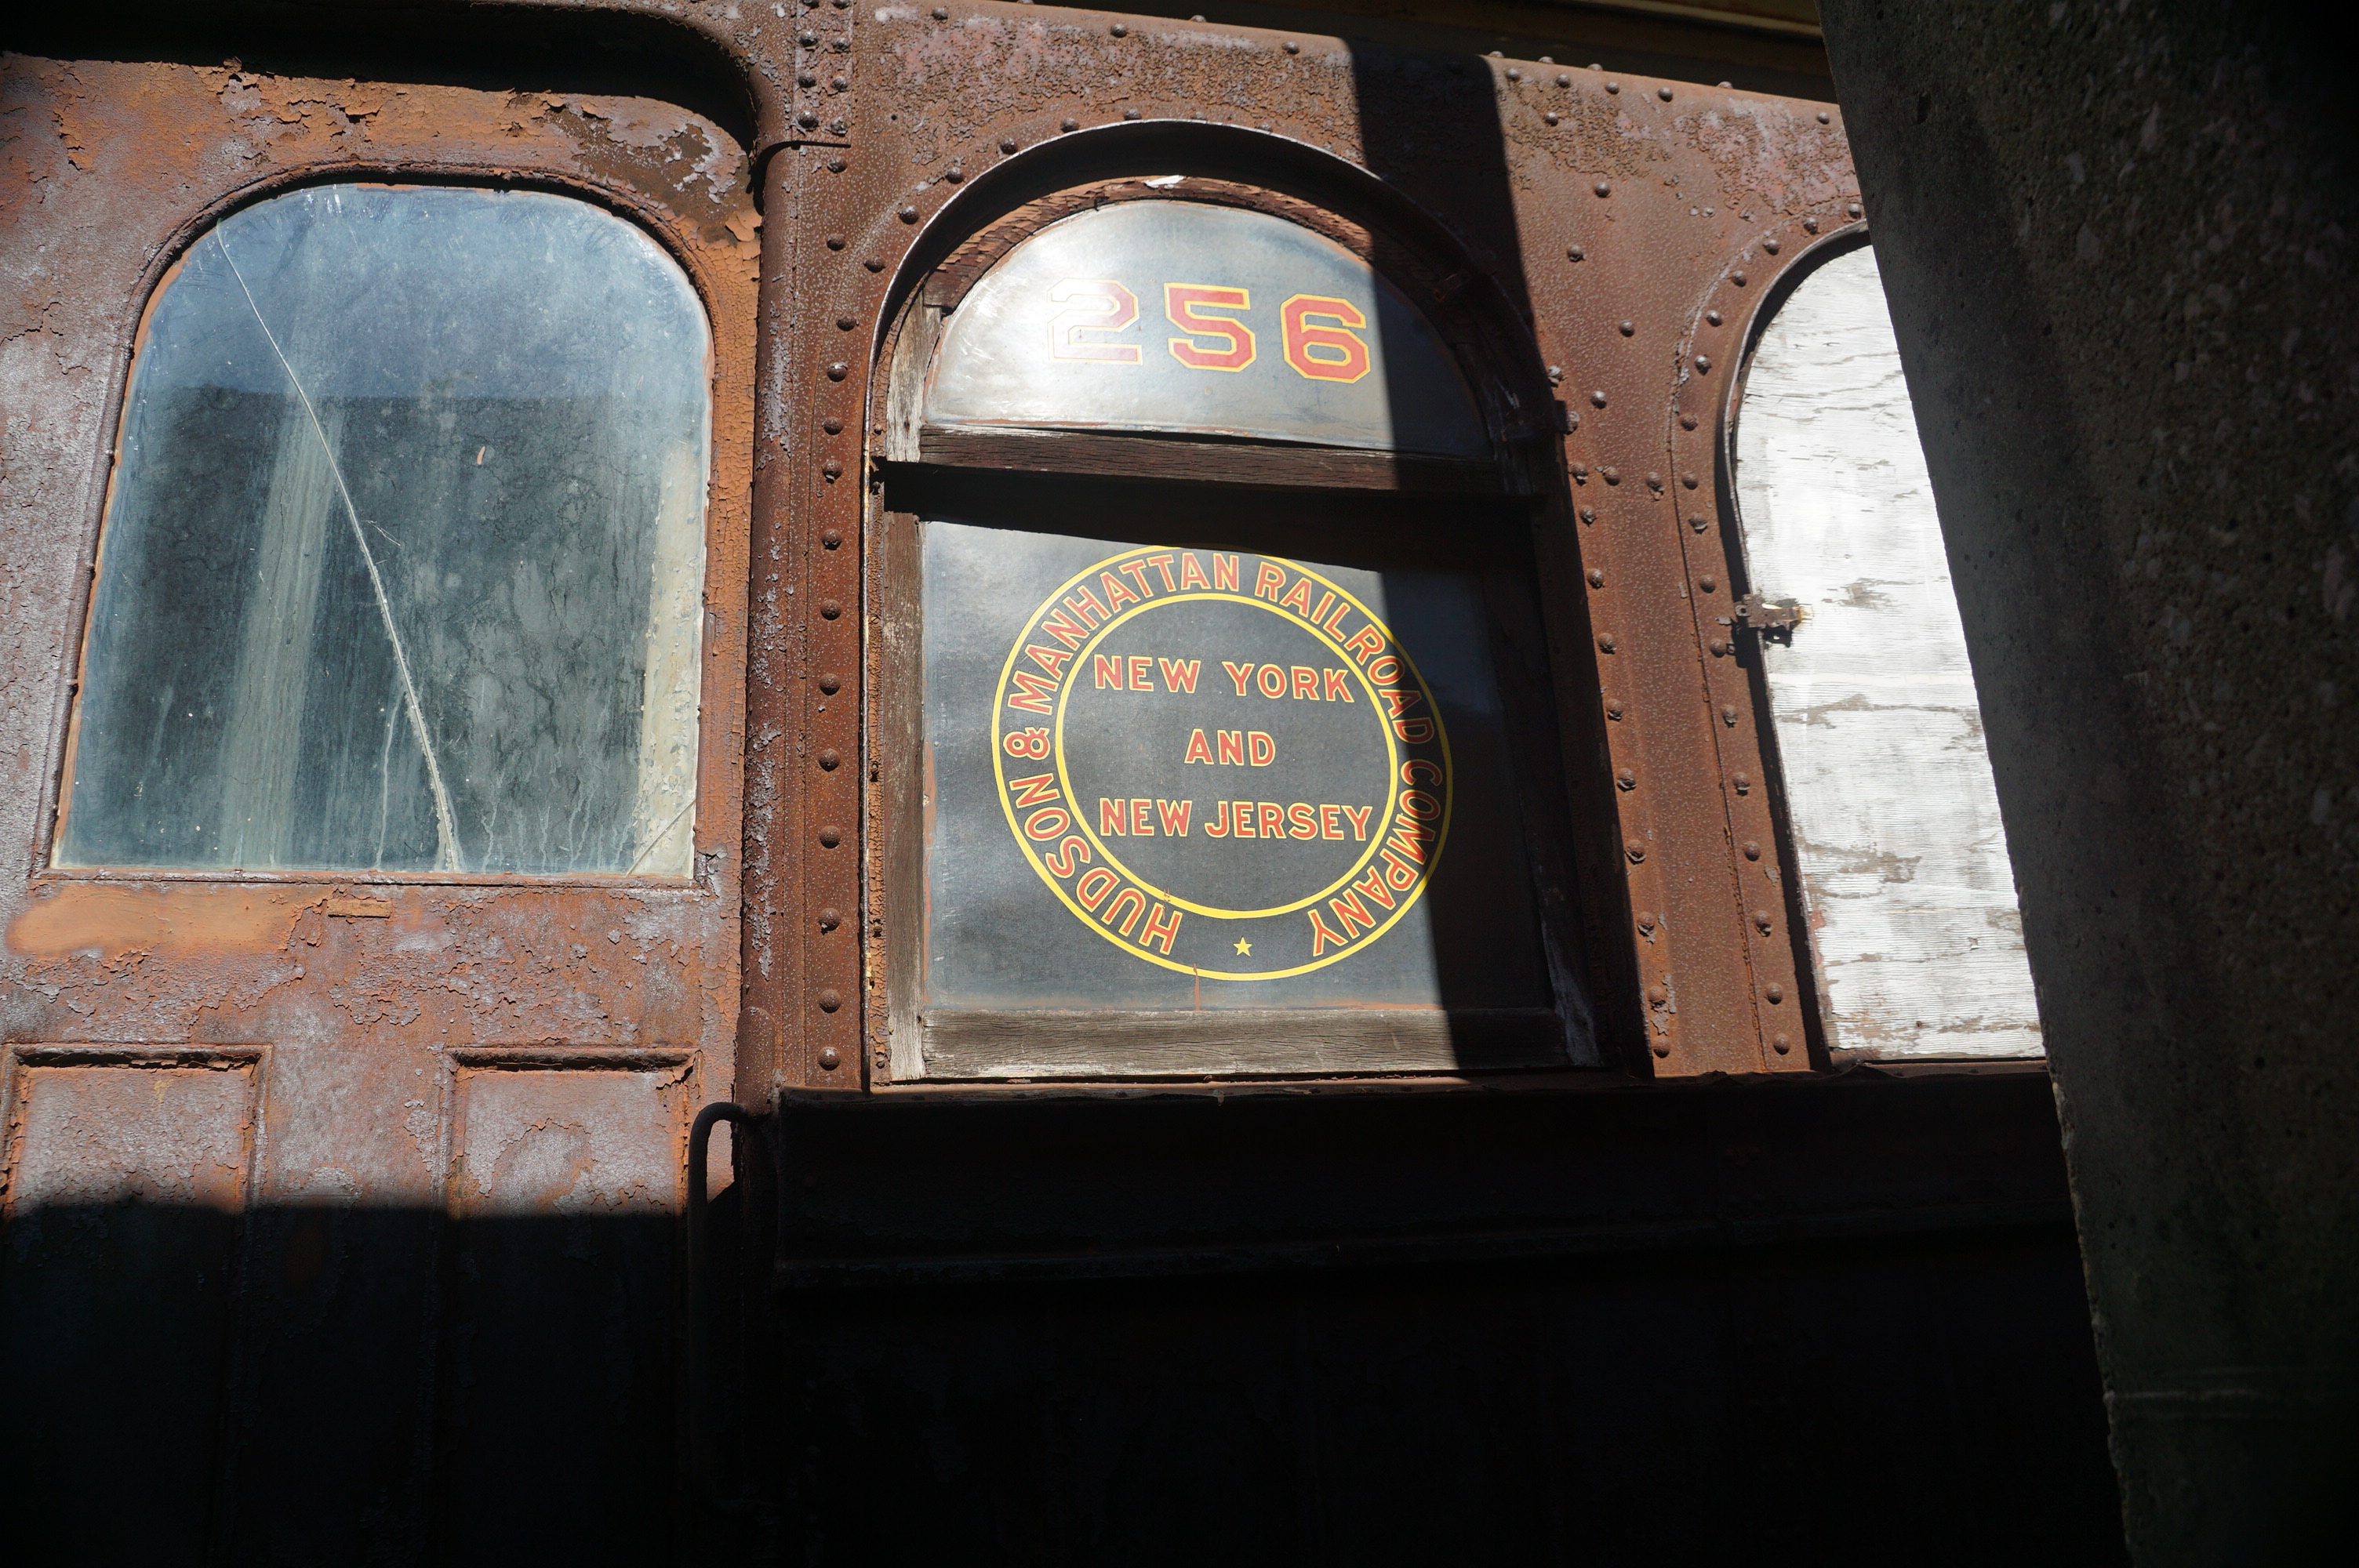 256
HUDSON & MANHATTAN RAILROAD COMPANY
NEW YORK
AND
NEW JERSEY